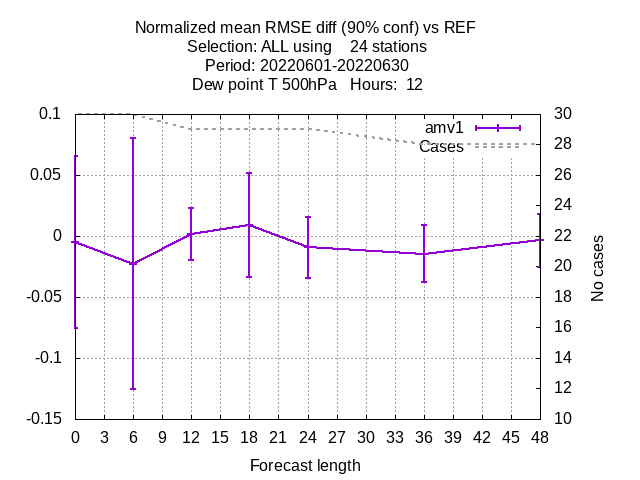 Normalized mean RMSE diff (90% conf) vs REF
Selection: ALL using 24 stations
Period: 20220601-20220630
Dew point T 500hPa Hours: 12
0.1
0.05
0
-0.05
-0.1
-0.15
amv1
Cases
30
28
26
24
22
20
18
16
14
12
10
No cases
0 3 6 9 12 15 18 21 24 27 30 33 36 39 42 45 48
Forecast length